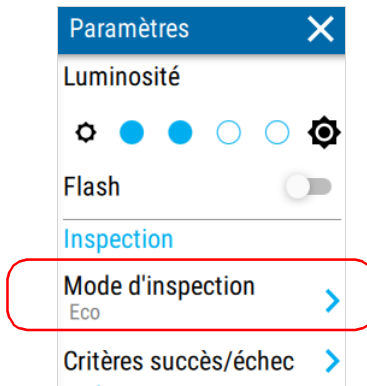 Paramètres
Luminosité
Flash
Inspection
Mode d'inspection
Eco
Critères succès/échec